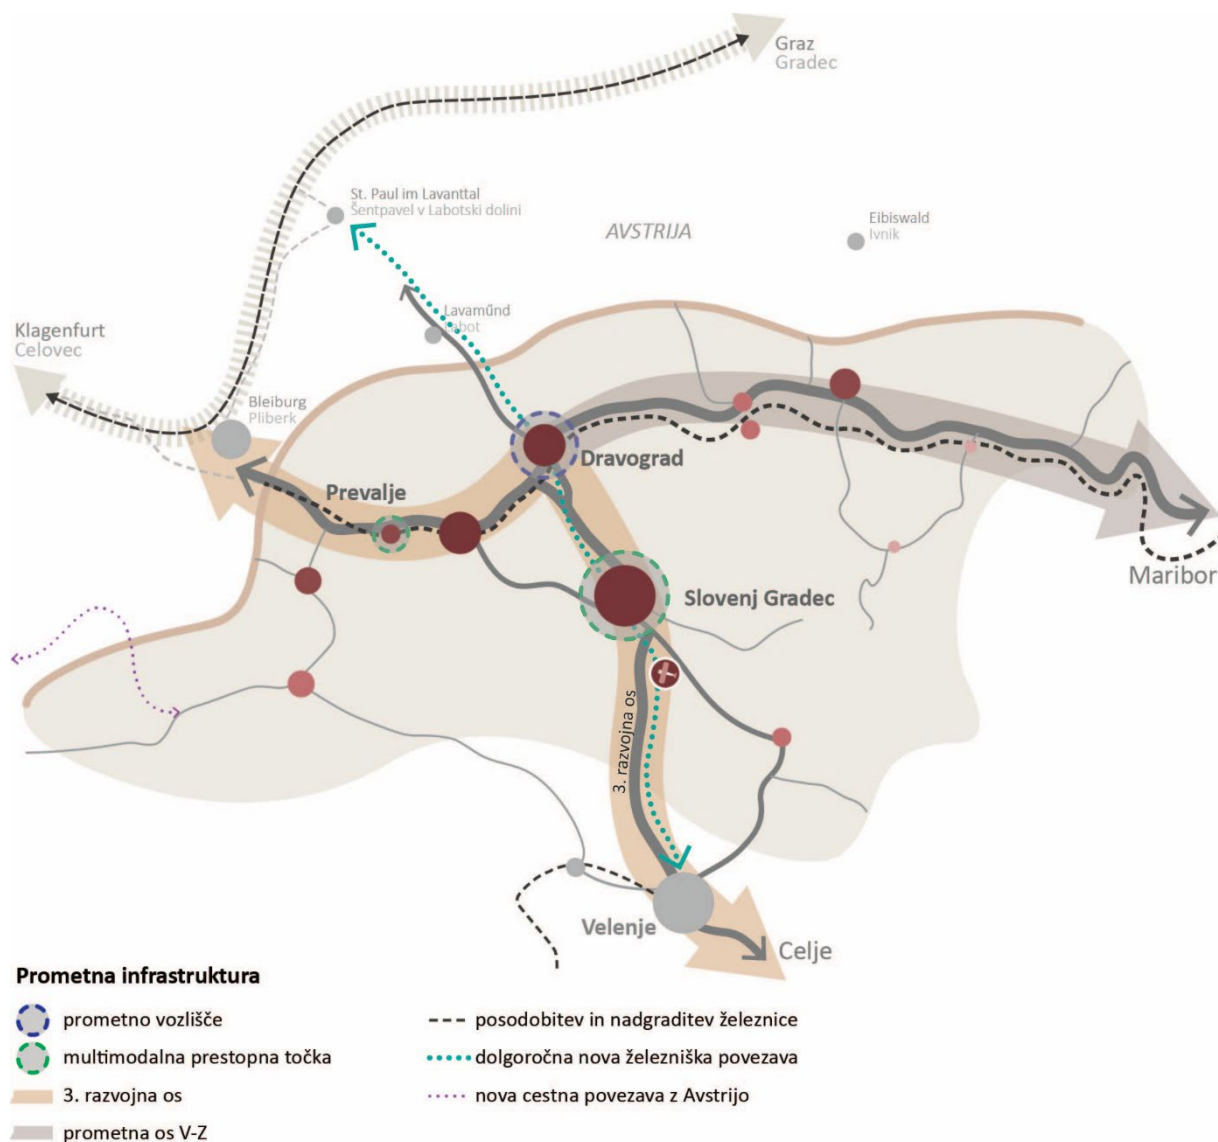 Graz
Gradec
St. Paul im Lavanttal
Šentpavel v Labotski dolini
AVSTRIJA
Eibiswald
Ivnik
Lavaműnd
Labot
Klagenfurt
Celovec
Bleiburg
Pliberk
Dravograd
Prevalje
Maribor
Slovenj Gradec
3. razvojna os
Velenje
Celje
Prometna infrastruktura
prometno vozlišče
multimodalna prestopna točka
3. razvojna os
prometna os V-Z
posodobitev in nadgraditev železnice
dolgoročna nova železniška povezava
nova cestna povezava z Avstrijo